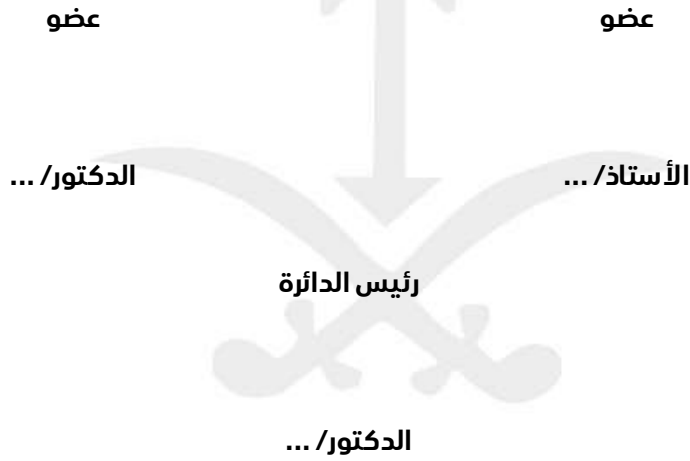 عضو عضو
الأستاذ/ ... الدكتور/ ...
رئيس الدائرة
الدكتور/ ...